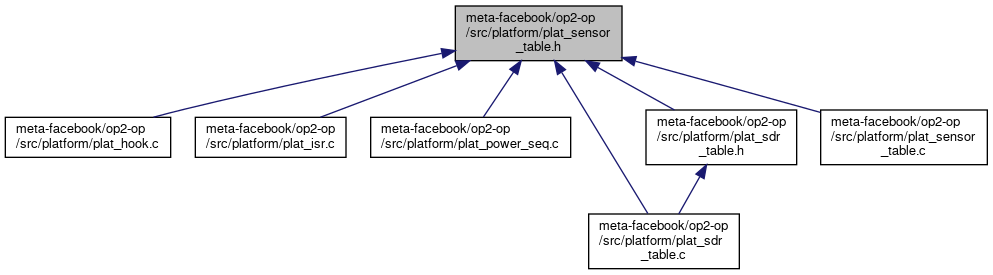 meta-facebook/op2-op
/src/platform/plat_sensor
_table.h
meta-facebook/op2-op
/src/platform/plat_hook.c
meta-facebook/op2-op
/src/platform/plat_isr.c
meta-facebook/op2-op
/src/platform/plat_power_seq.c
meta-facebook/op2-op
/src/platform/plat_sdr
_table.h
meta-facebook/op2-op
/src/platform/plat_sensor
_table.c
meta-facebook/op2-op
/src/platform/plat_sdr
_table.c